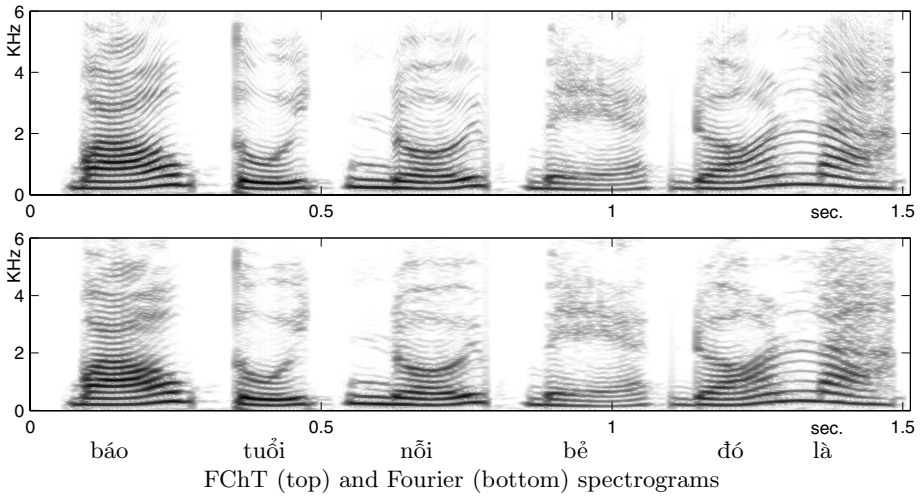 6
KHz
4
2
0
0 0.5 1 sec. 1.5
6
KHz
4
2
0
0 0.5 1 sec. 1.5
báo tuổi nỗi bẻ đó là
FChT (top) and Fourier (bottom) spectrograms